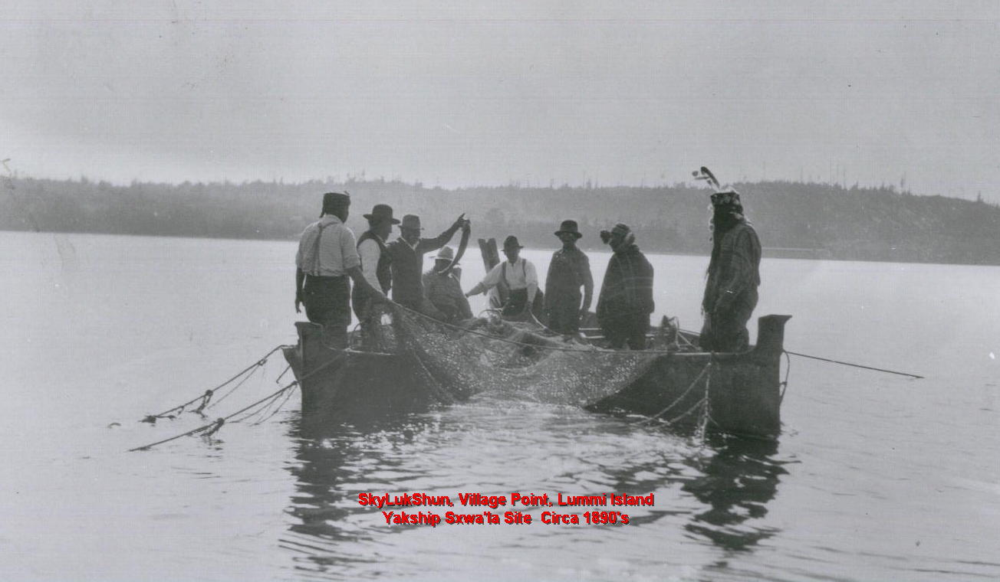 SkyLukShun, Village Point, Lummi Island
Yakship Sxwa'la Site Circa 1890's